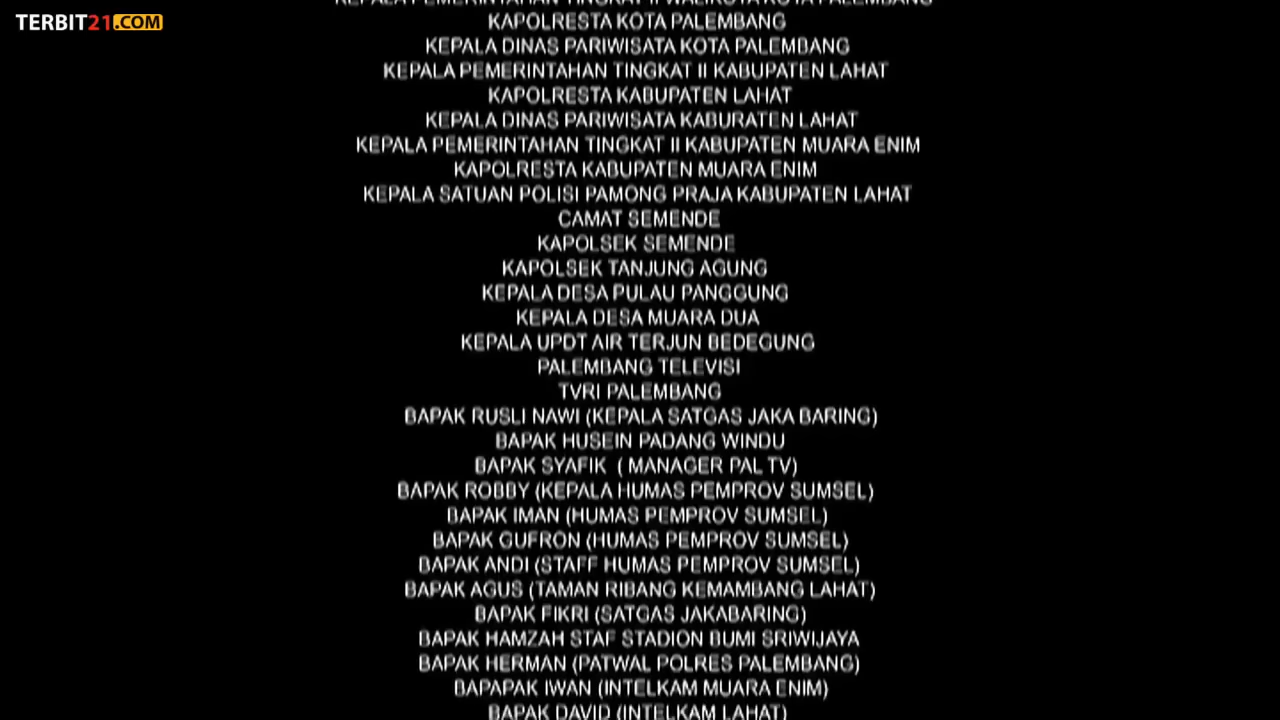 TERBIT21.COM
KEPALA PEMERINTAHAN TINGKAT II WALIKOTA KOTA PALEMBANG
KAPOLRESTA KOTA PALEMBANG
KEPALA DINAS PARIWISATA KOTA PALEMBANG
KEPALA PEMERINTAHAN TINGKAT II KABUPATEN LAHAT
KAPOLRESTA KABUPATEN LAHAT
KEPALA DINAS PARIWISATA KABURATEN LAHAT
KEPALA PEMERINTAHAN TINGKAT II KABUPATEN MUARA ENIM
KAPOLRESTA KABUPATEN MUARA ENIM
KEPALA SATUAN POLISI PAMONG PRAJA KABUPATEN LAHAT
CAMAT SEMENDE
KAPOLSEK SEMENDE
KAPOLSEK TANJUNG AGUNG
KEPALA DESA PULAU PANGGUNG
KEPALA DESA MUARA DUA
KEPALA UPDT AIR TERJUN BEDEGUNG
PALEMBANG TELEVISI
TVRI PALEMBANG
BAPAK RUSLI NAWI (KEPALA SATGAS JAKA BARING)
BAPAK HUSEIN PADANG WINDU
BAPAK SYAFIK ( MANAGER PAL TV)
BAPAK ROBBY (KEPALA HUMAS PEMPROV SUMSEL)
BAPAK IMAN (HUMAS PEMPROV SUMSEL)
BAPAK GUFRON (HUMAS PEMPROV SUMSEL)
BAPAK ANDI (STAFF HUMAS PEMPROV SUMSEL)
BAPAK AGUS (TAMAN RIBANG KEMAMBANG LAHAT)
BAPAK FIKRI (SATGAS JAKABARING)
BAPAK HAMZAH STAF STADION BUMI SRIWIJAYA
BAPAK HERMAN (PATWAL POLRES PALEMBANG)
BAPAPAK IWAN (INTELKAM MUARA ENIM)
BAPAK DAVID (INTELKAM LAHAT)